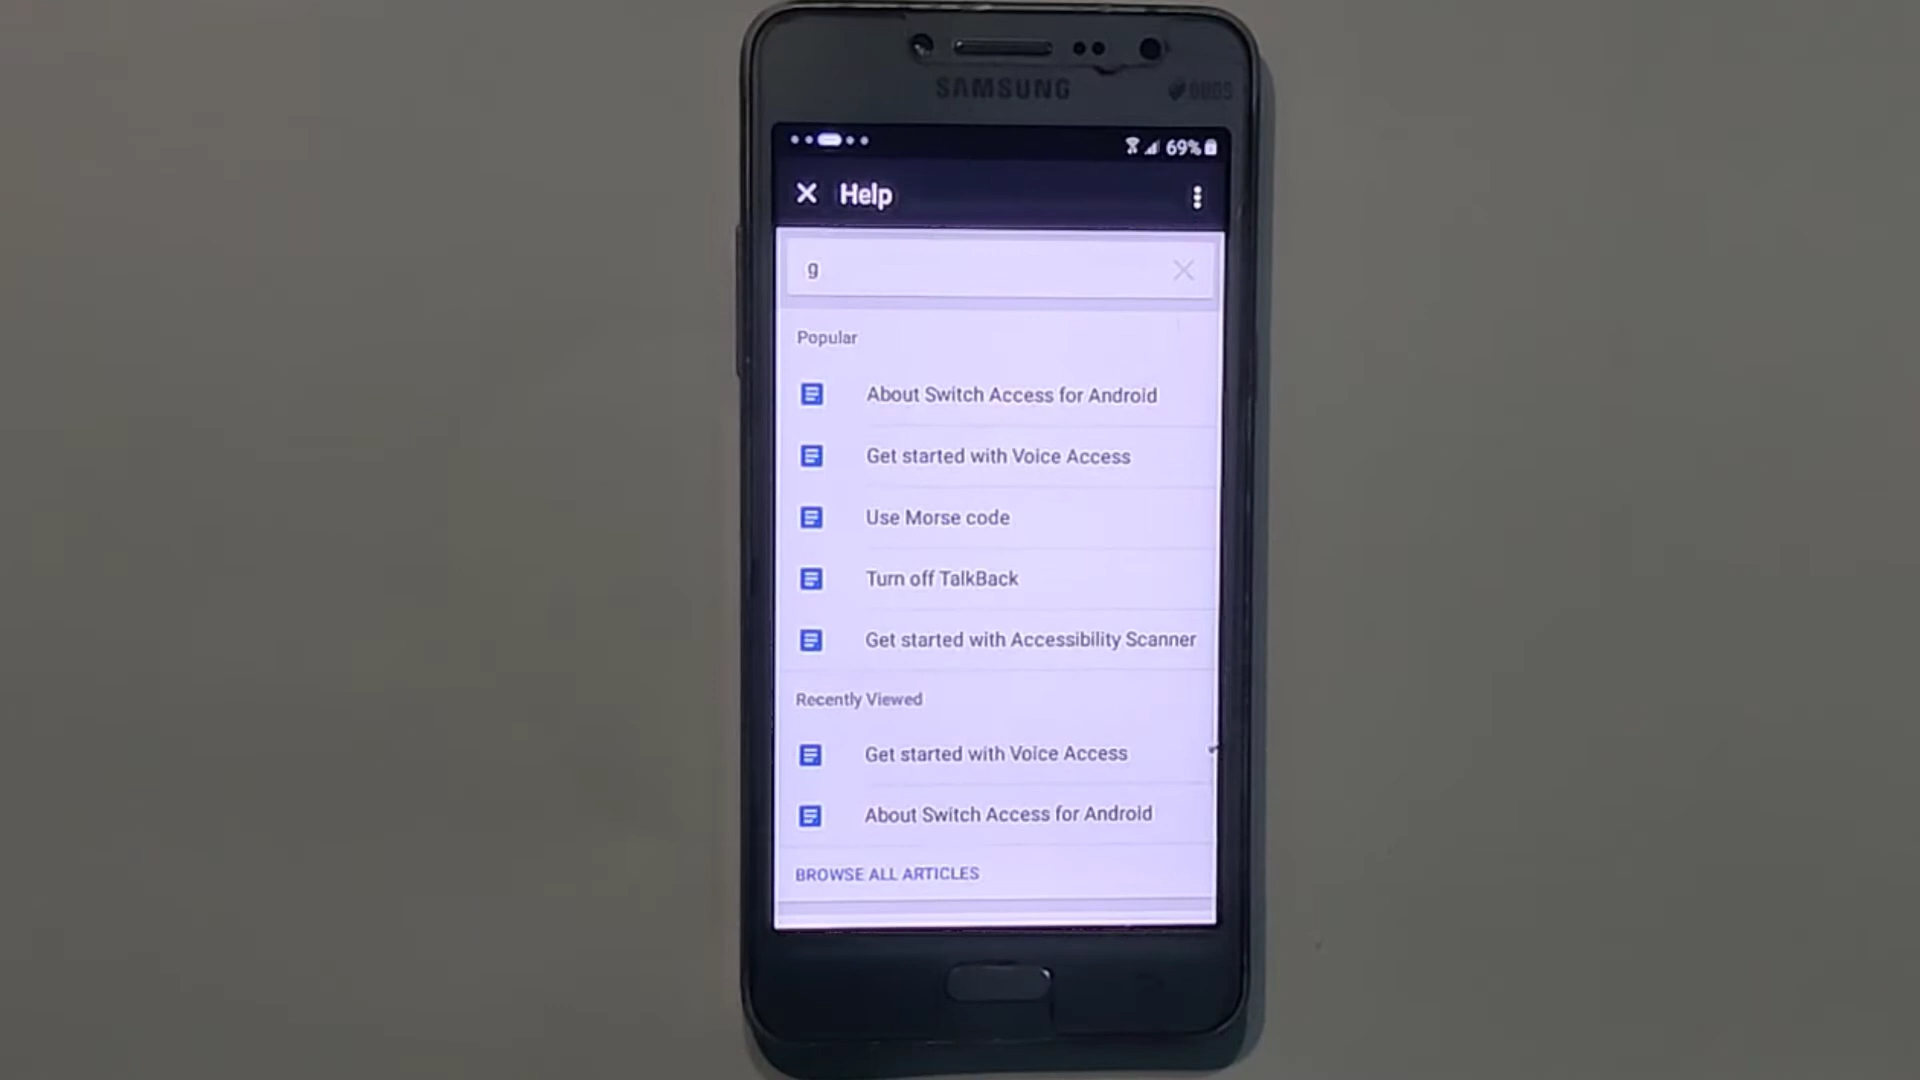 SAMSUNG
DUOS
69%
Help
g
Popular
About Switch Access for Android
Get started with Voice Access
Use Morse code
Turn off TalkBack
Get started with Accessibility Scanner
Recently Viewed
Get started with Voice Access
About Switch Access for Android
BROWSE ALL ARTICLES